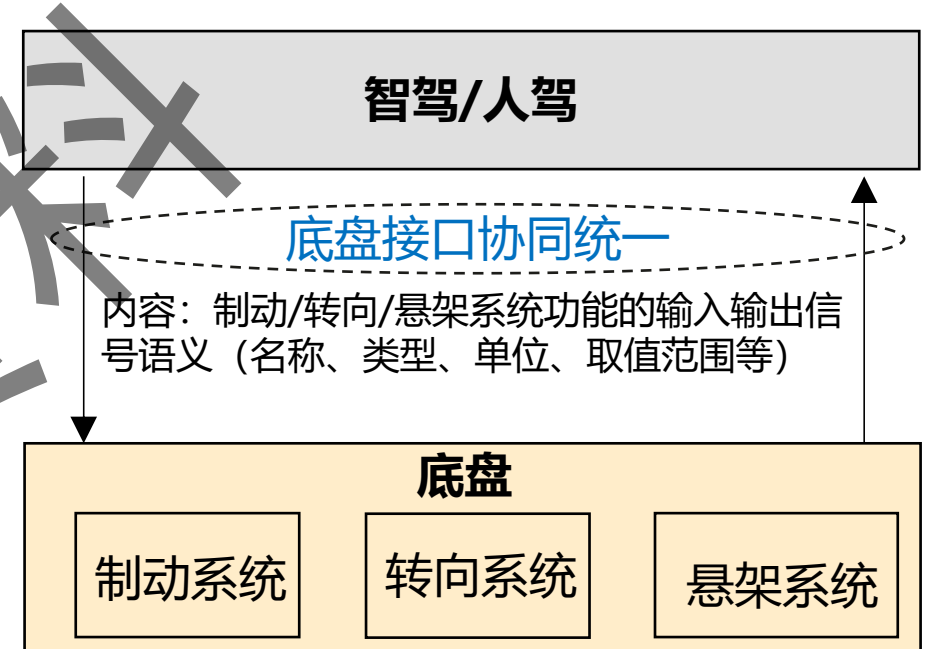 智驾/人驾
底盘接口协同统一
内容：制动/转向/悬架系统功能的输入输出信
号语义（名称、类型、单位、取值范围等）
底盘
制动系统
转向系统
悬架系统